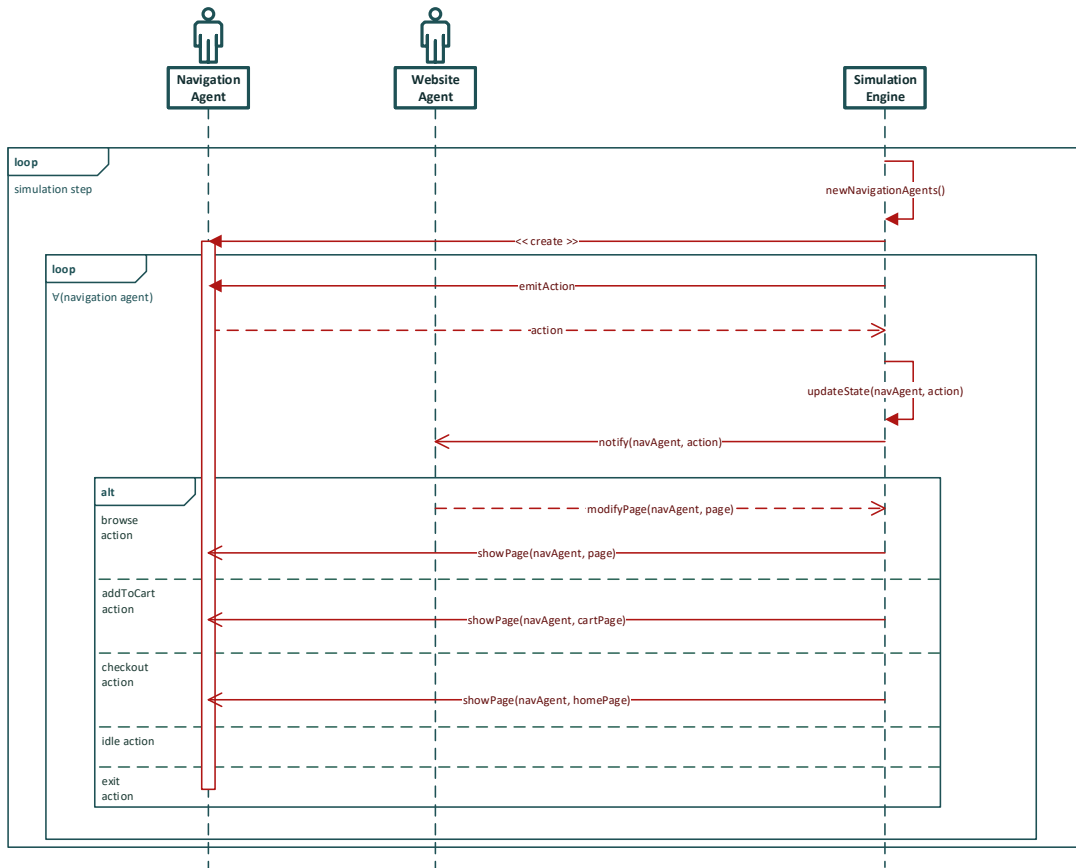 Navigation
Agent
Website
Agent
Simulation
Engine
loop
simulation step
newNavigationAgents()
<< create >>
loop
∀(navigation agent)
emitAction
action
updateState(navAgent, action)
notify(navAgent, action)
alt
browse
action
modifyPage(navAgent, page)
showPage(navAgent, page)
addToCart
action
showPage(navAgent, cartPage)
checkout
action
showPage(navAgent, homePage)
idle action
exit
action